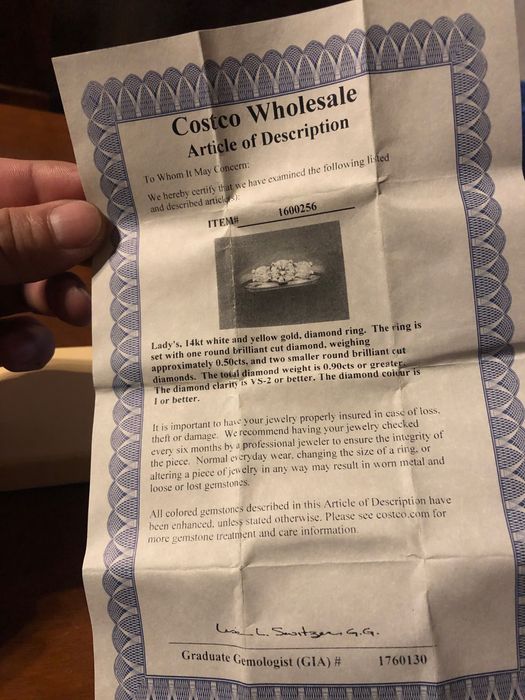 Costco Wholesale
Article of Description
To Whom It May Concern:
We hereby certify that we have examined the following listed
and described article(s):
ITEM# 1600256
Lady's, 14kt white and yellow gold, diamond ring. The ring is
set with one round brilliant cut diamond, weighing
approximately 0.50cts, and two smaller round brilliant cut
diamonds. The total diamond weight is 0.90cts or greater.
The diamond clarity is VS-2 or better. The diamond colour is
I or better.
It is important to have your jewelry properly insured in case of loss,
theft or damage. We recommend having your jewelry checked
every six months by a professional jeweler to ensure the integrity of
the piece. Normal everyday wear, changing the size of a ring, or
altering a piece of jewelry in any way may result in worn metal and
loose or lost gemstones.
All colored gemstones described in this Article of Description have
been enhanced, unless stated otherwise. Please see costco.com for
more gemstone treatment and care information.
L. G.G.
Graduate Gemologist (GIA) # 1760130